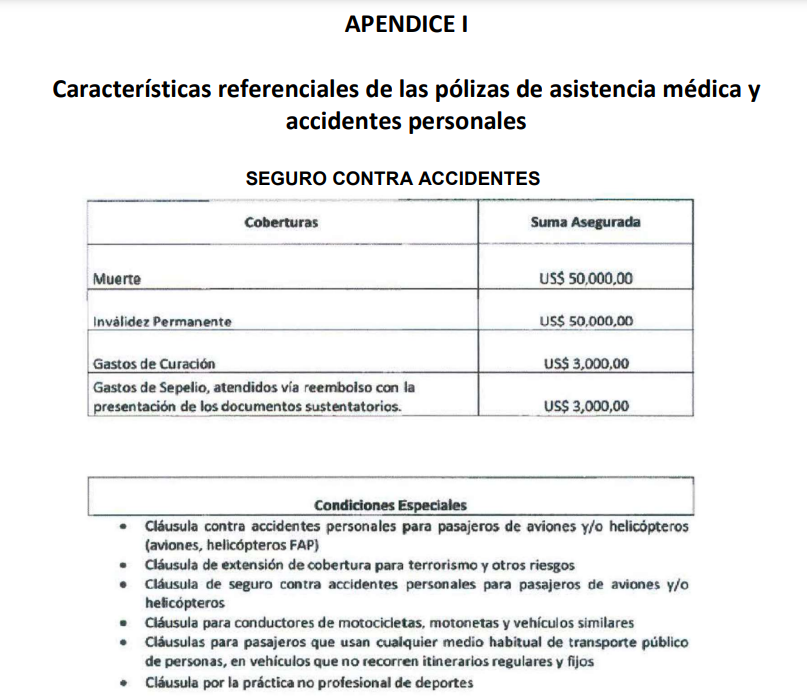 APENDICE I
Características referenciales de las pólizas de asistencia médica y
accidentes personales
SEGURO CONTRA ACCIDENTES
Coberturas Suma Asegurada
Muerte US$ 50,000,00
Inválidez Permanente US$ 50,000,00
Gastos de Curación US$ 3,000,00
Gastos de Sepelio, atendidos vía reembolso con la
presentación de los documentos sustentatorios. US$ 3,000,00
Condiciones Especiales
• Cláusula contra accidentes personales para pasajeros de aviones y/o helicópteros
(aviones, helicópteros FAP)
• Cláusula de extensión de cobertura para terrorismo y otros riesgos
• Cláusula de seguro contra accidentes personales para pasajeros de aviones y/o
helicópteros
• Cláusula para conductores de motocicletas, motonetas y vehículos similares
• Cláusulas para pasajeros que usan cualquier medio habitual de transporte público
de personas, en vehículos que no recorren itinerarios regulares y fijos
• Cláusula por la práctica no profesional de deportes